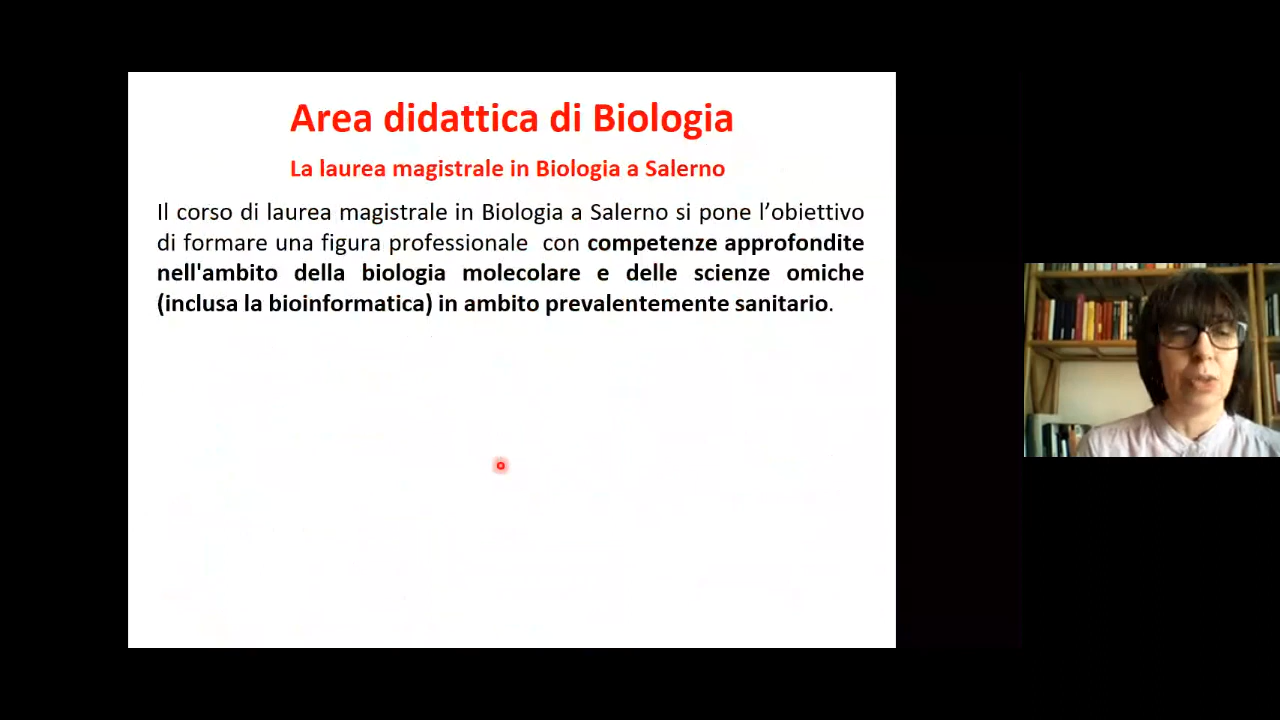 Area didattica di Biologia
La laurea magistrale in Biologia a Salerno
Il corso di laurea magistrale in Biologia a Salerno si pone l’obiettivo
di formare una figura professionale con competenze approfondite
nell'ambito della biologia molecolare e delle scienze omiche
(inclusa la bioinformatica) in ambito prevalentemente sanitario.